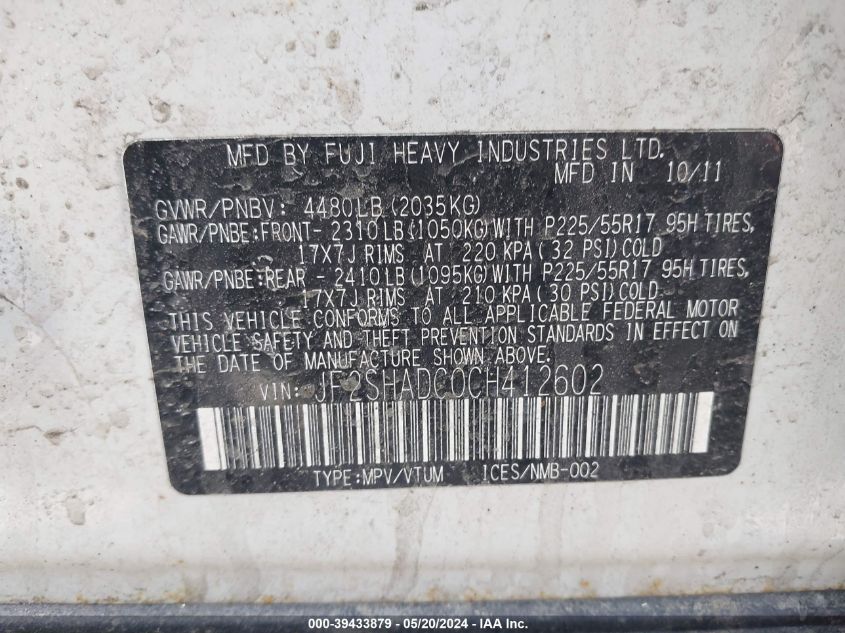 MFD BY FUJI HEAVY INDUSTRIES LTD.
MFD IN 10/11
GVWR/PNBV: 4480LB(2035KG)
GAWR/PNBE:FRONT- 2310LB(1050KG)WITH P225/55R17 95H TIRES,
17X7J RIMS AT 220 KPA(32 PSI)COLD
GAWR/PNBE:REAR - 2410LB(1095KG)WITH P225/55R17 95H TIRES,
17X7J RIMS AT 210 KPA(30 PSI)COLD
THIS VEHICLE CONFORMS TO ALL APPLICABLE FEDERAL MOTOR
VEHICLE SAFETY AND THEFT PREVENTION STANDARDS IN EFFECT ON
THE DATE OF MANUFACTURE SHOWN ABOVE.
VIN: JF2SHADC0CH412602
TYPE:MPV/VTUM ICES/NMB-002
000-39433879 - 05/20/2024 - IAAI.COM